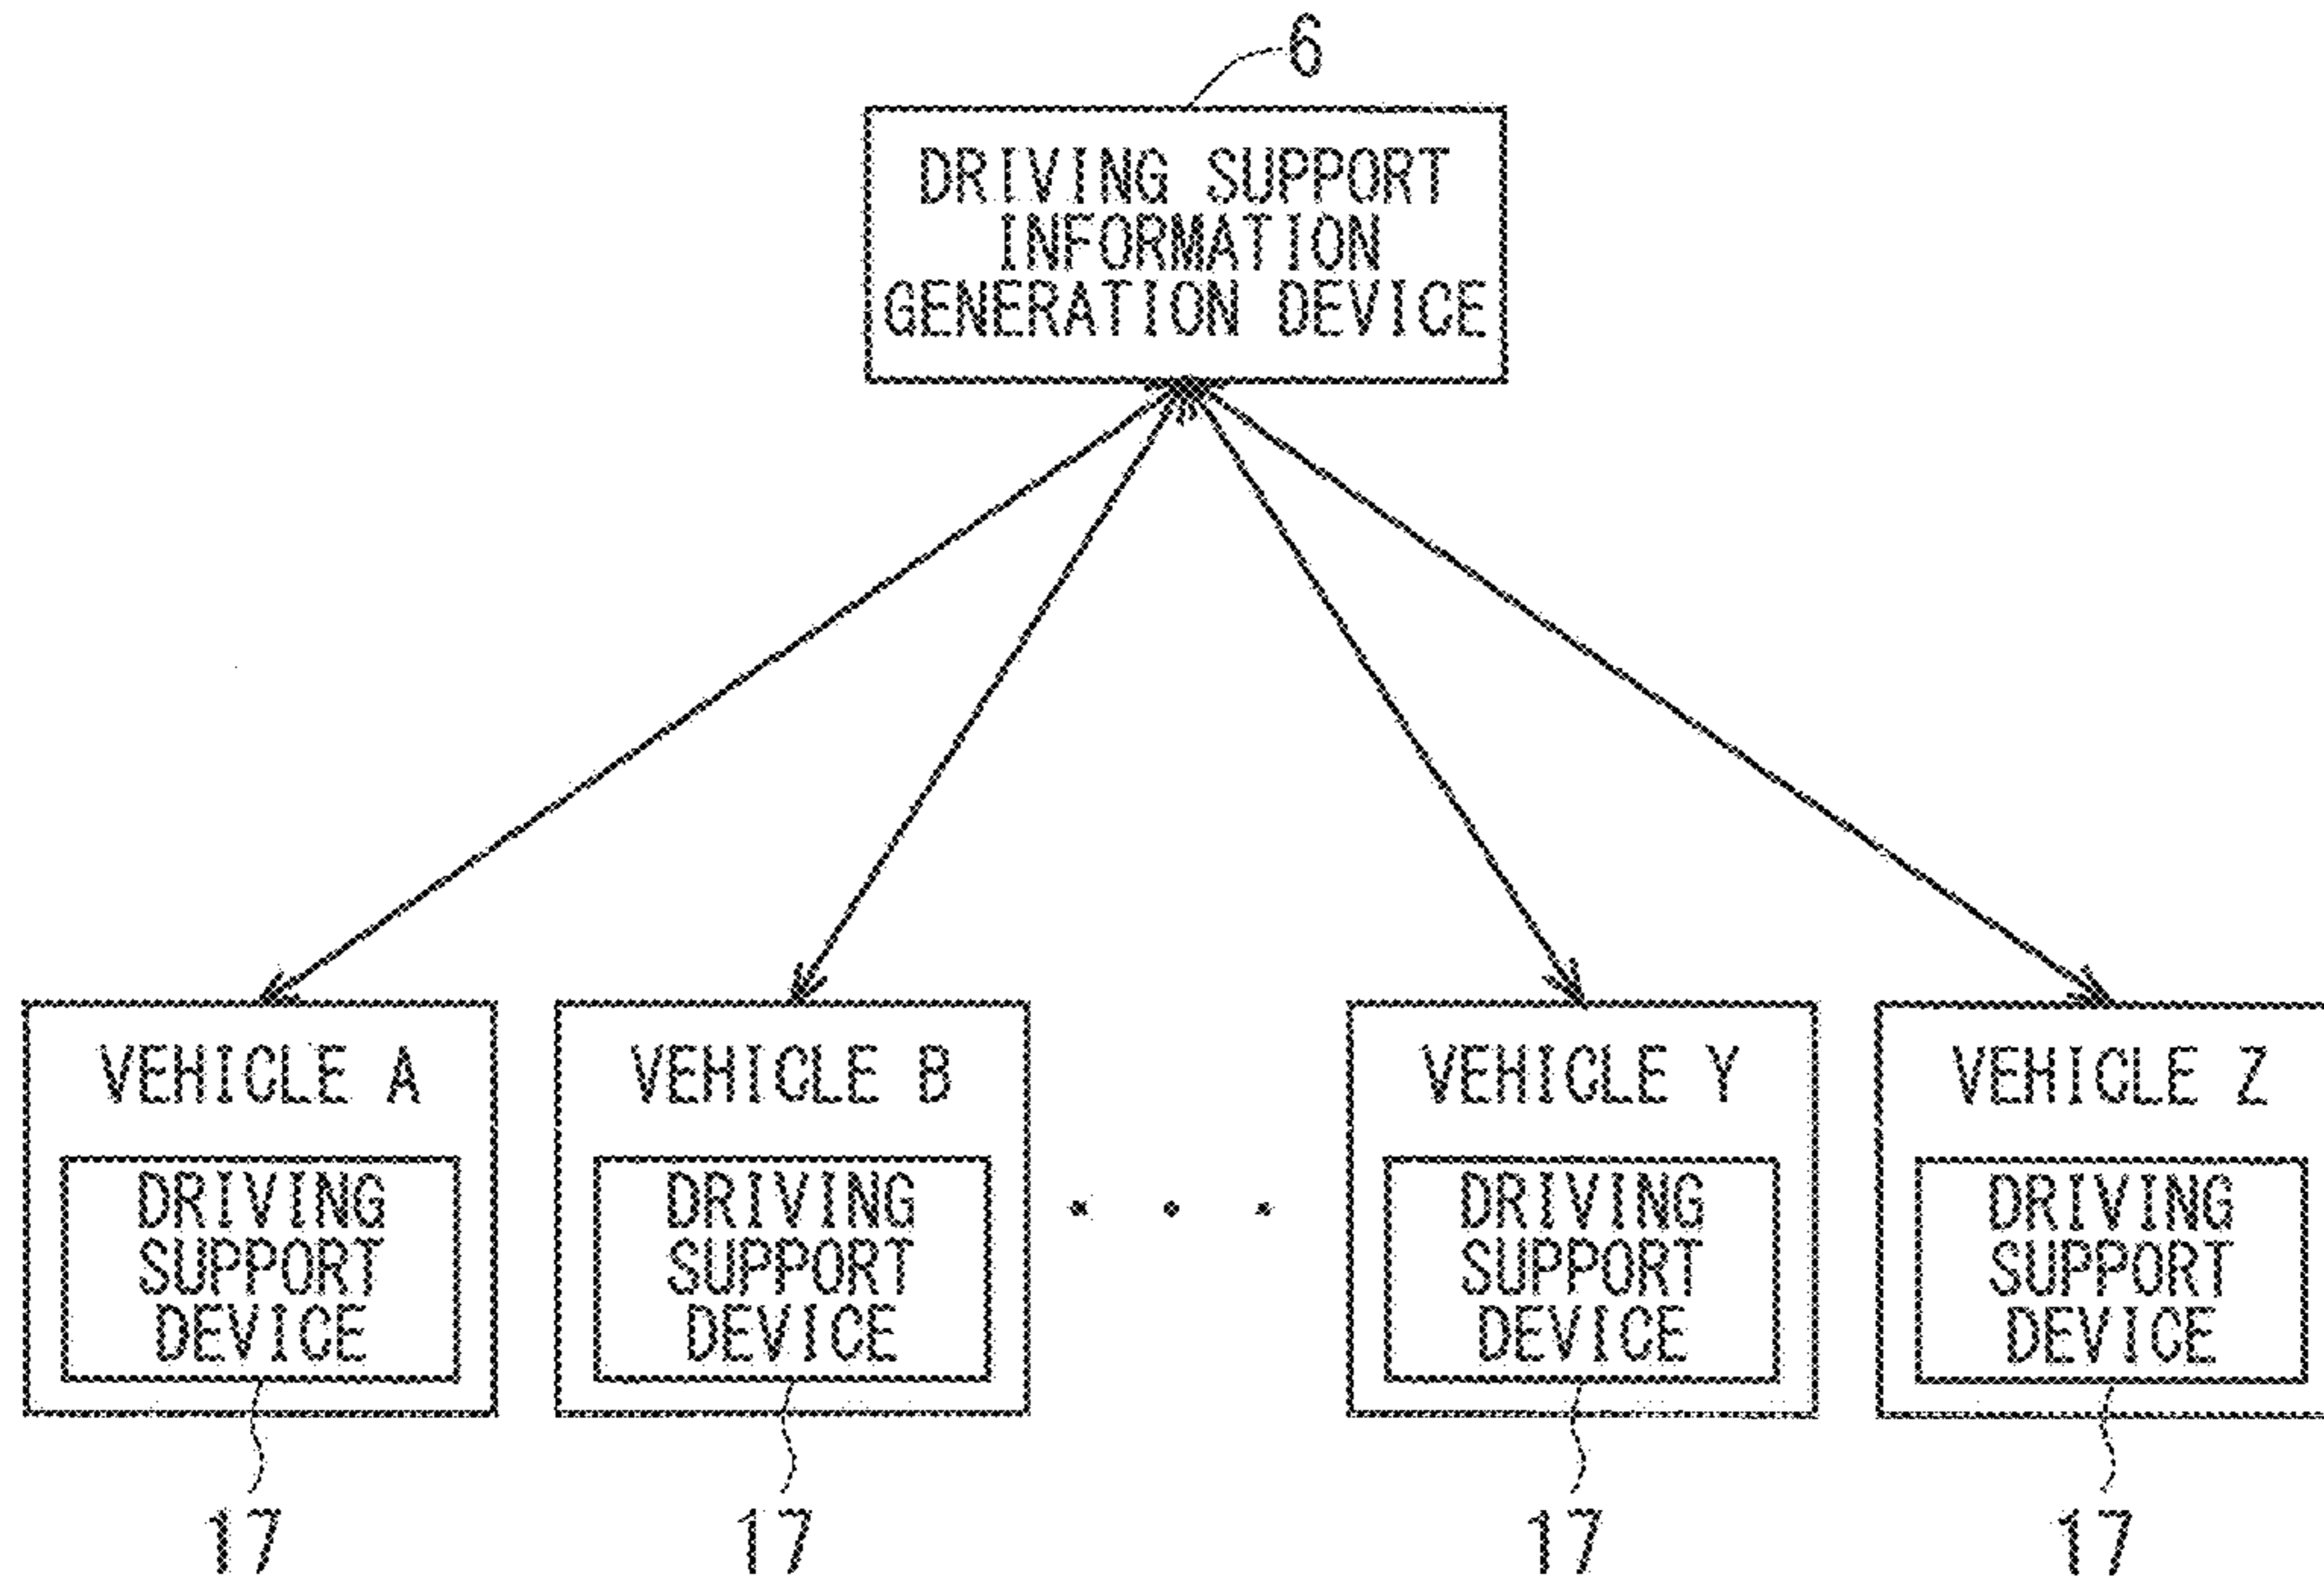 6
DRIVING SUPPORT
INFORMATION
GENERATION DEVICE
VEHICLE A
DRIVING
SUPPORT
DEVICE
17
VEHICLE B
DRIVING
SUPPORT
DEVICE
17
. . .
VEHICLE Y
DRIVING
SUPPORT
DEVICE
17
VEHICLE Z
DRIVING
SUPPORT
DEVICE
17